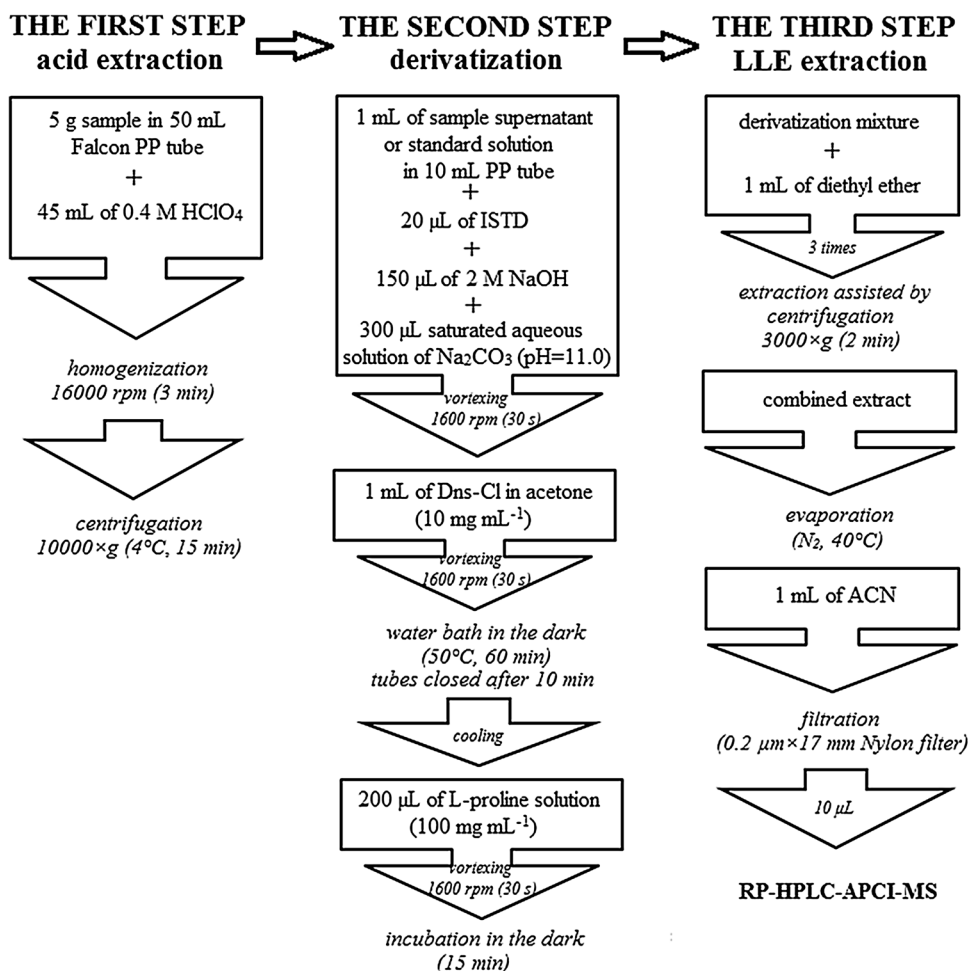 THE FIRST STEP
acid extraction
5 g sample in 50 mL
Falcon PP tube
+
45 mL of 0.4 M HClO₄
homogenization
16000 rpm (3 min)
centrifugation
10000×g (4°C, 15 min)
THE SECOND STEP
derivatization
1 mL of sample supernatant
or standard solution
in 10 mL PP tube
+
20 µL of ISTD
+
150 µL of 2 M NaOH
+
300 µL saturated aqueous
solution of Na₂CO₃ (pH=11.0)
vortexing
1600 rpm (30 s)
1 mL of Dns-Cl in acetone
(10 mg mL⁻¹)
vortexing
1600 rpm (30 s)
water bath in the dark
(50°C, 60 min)
tubes closed after 10 min
cooling
200 µL of L-proline solution
(100 mg mL⁻¹)
vortexing
1600 rpm (30 s)
incubation in the dark
(15 min)
THE THIRD STEP
LLE extraction
derivatization mixture
+
1 mL of diethyl ether
3 times
extraction assisted by
centrifugation
3000×g (2 min)
combined extract
evaporation
(N₂, 40°C)
1 mL of ACN
filtration
(0.2 µm×17 mm Nylon filter)
10 µL
RP-HPLC-APCI-MS